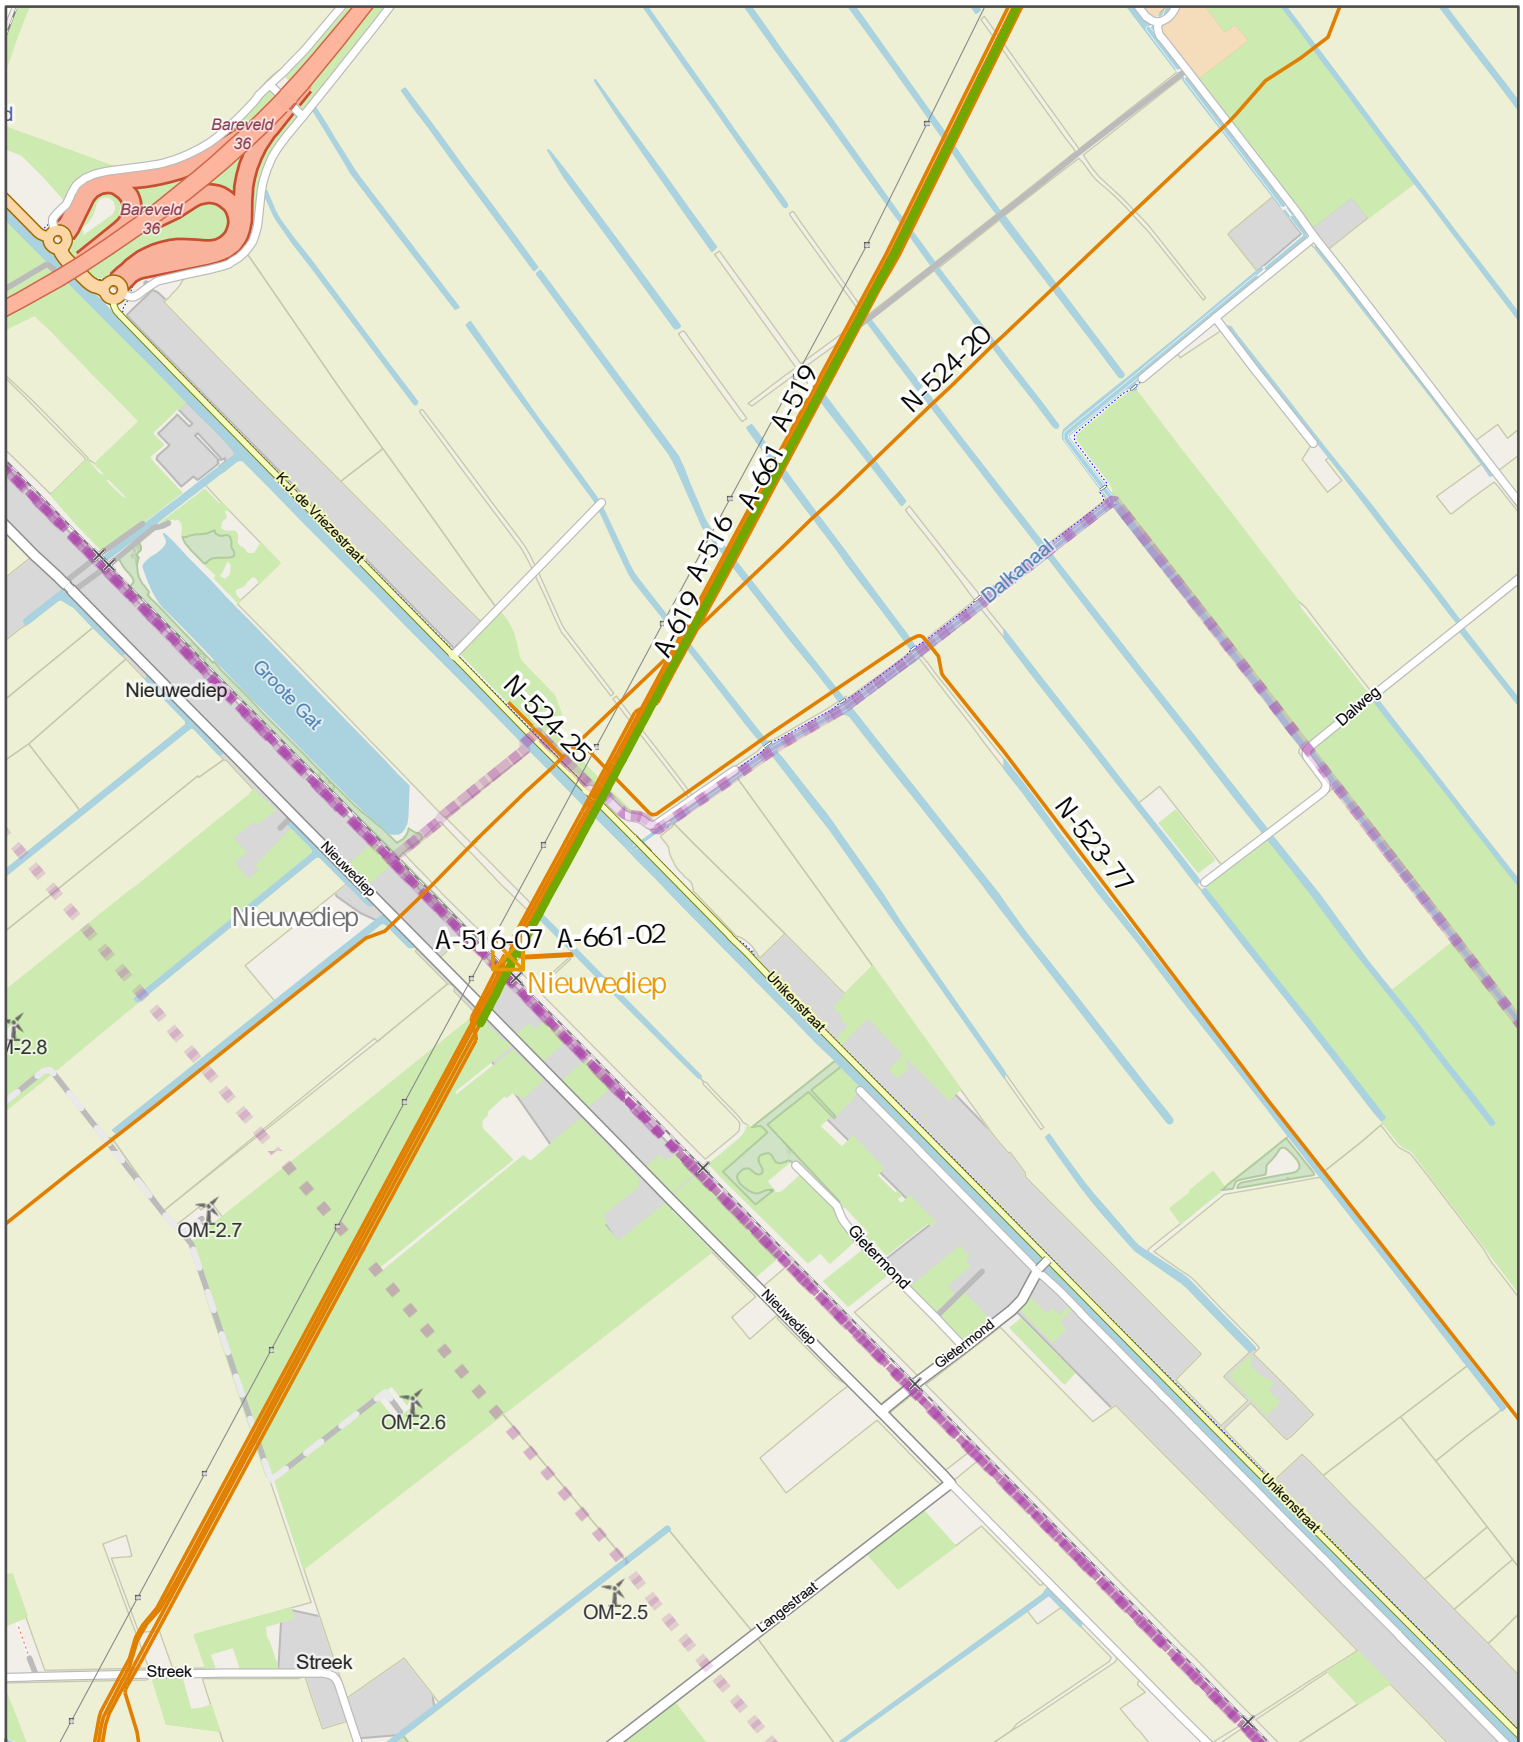 Bareveld
36
d
Bareveld
36
N-524-20
A-519
K.J. de Vriezestraat
A-661
A-516
Dalkanaal
A-619
Groote Gat
Nieuwediep
N-524-25
Dalweg
N-523-77
Nieuwediep
Nieuwediep
A-516-07
A-661-02
Nieuwediep
Unikenstraat
M-2.8
OM-2.7
Gietermond
Nieuwediep
Gietermond
OM-2.6
Unikenstraat
OM-2.5
Langestraat
Streek
Streek